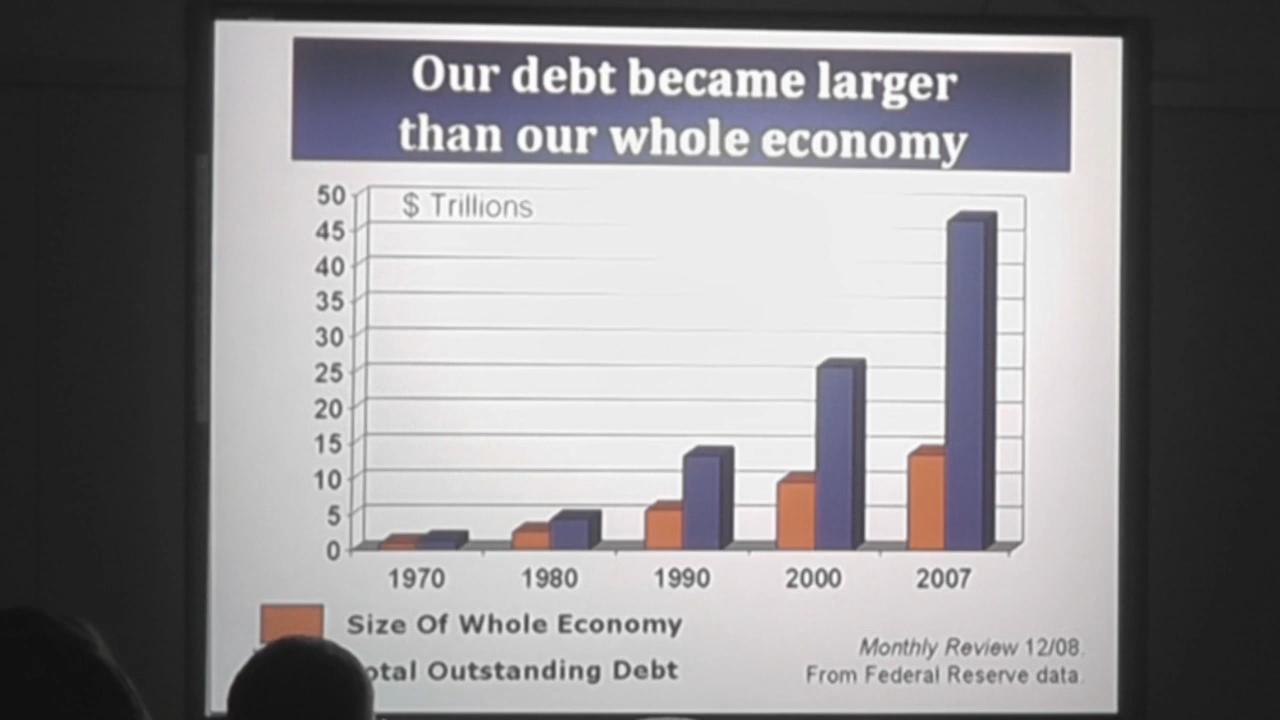 Our debt became larger
than our whole economy
$ Trillions
50
45
40
35
30
25
20
15
10
5
0
1970 1980 1990 2000 2007
Size Of Whole Economy
otal Outstanding Debt
Monthly Review 12/08.
From Federal Reserve data.